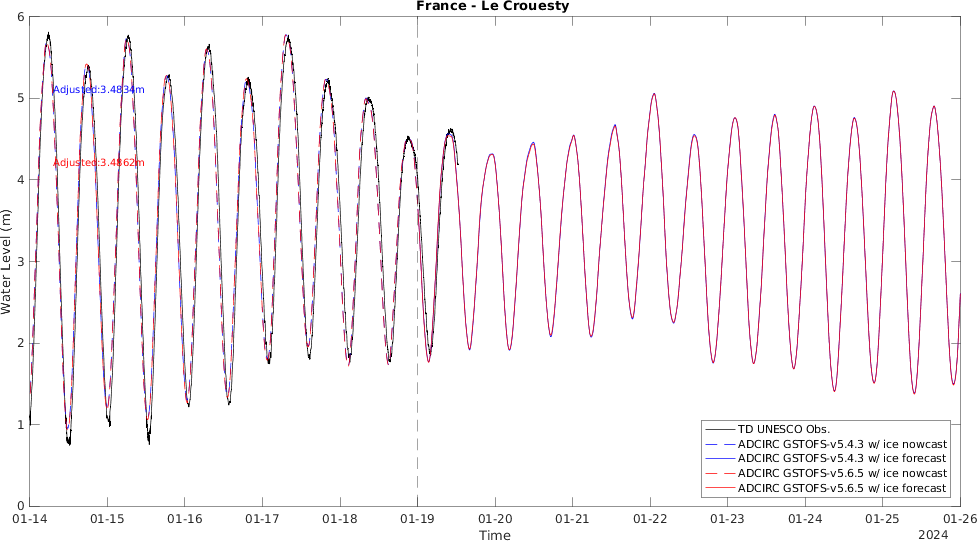 France - Le Crouesty
6
5
4
3
2
1
0
Water Level (m)
Adjusted:3.4834m
Adjusted:3.4862m
TD UNESCO Obs.
ADCIRC GSTOFS-v5.4.3 w/ ice nowcast
ADCIRC GSTOFS-v5.4.3 w/ ice forecast
ADCIRC GSTOFS-v5.6.5 w/ ice nowcast
ADCIRC GSTOFS-v5.6.5 w/ ice forecast
01-14 01-15 01-16 01-17 01-18 01-19 01-20 01-21 01-22 01-23 01-24 01-25 01-26
Time
2024